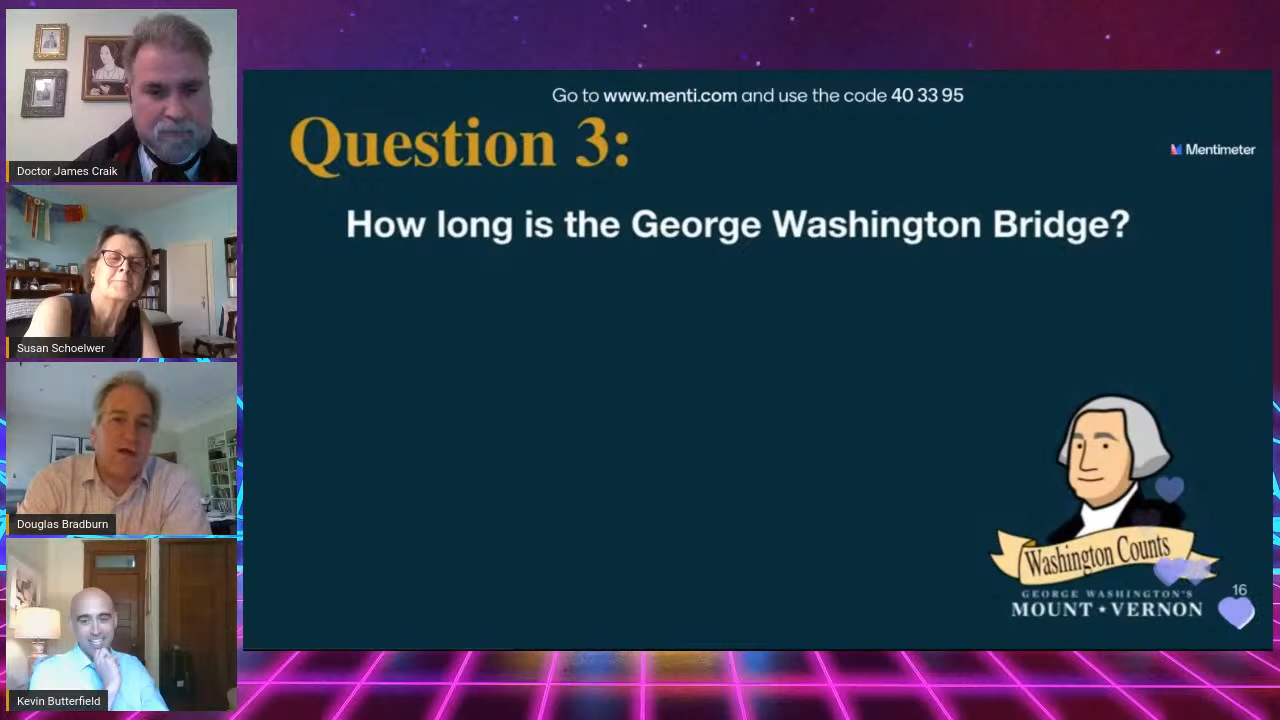 Doctor James Craik
Susan Schoelwer
Douglas Bradburn
Kevin Butterfield
Go to www.menti.com and use the code 40 33 95
Question 3:
Mentimeter
How long is the George Washington Bridge?
Washington Counts
GEORGE WASHINGTON'S
MOUNT ★ VERNON
16